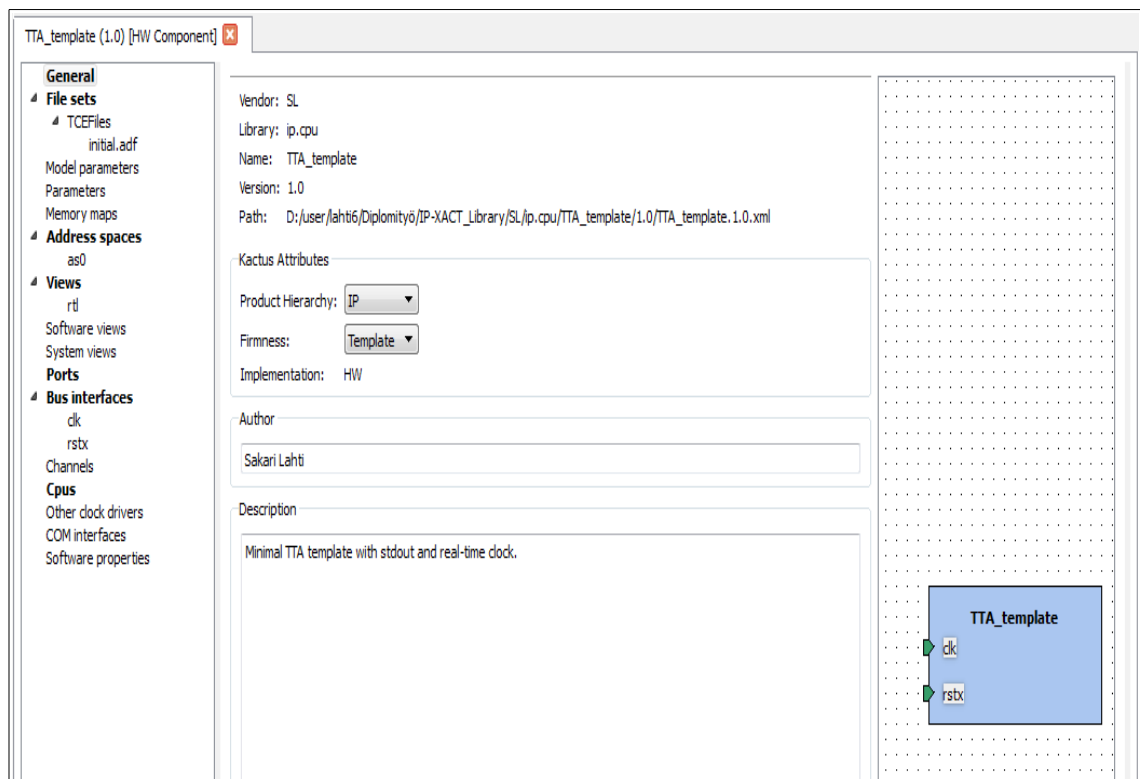 TTA_template (1.0) [HW Component]
General
File sets
TCEFiles
initial.adf
Model parameters
Parameters
Memory maps
Address spaces
as0
Views
rtl
Software views
System views
Ports
Bus interfaces
clk
rstx
Channels
Cpus
Other clock drivers
COM interfaces
Software properties
Vendor: SL
Library: ip.cpu
Name: TTA_template
Version: 1.0
Path: D:/user/lahti6/Diplomityö/IP-XACT_Library/SL/ip.cpu/TTA_template/1.0/TTA_template.1.0.xml
Kactus Attributes
Product Hierarchy: IP
Firmness: Template
Implementation: HW
Author
Sakari Lahti
Description
Minimal TTA template with stdout and real-time clock.
TTA_template
clk
rstx